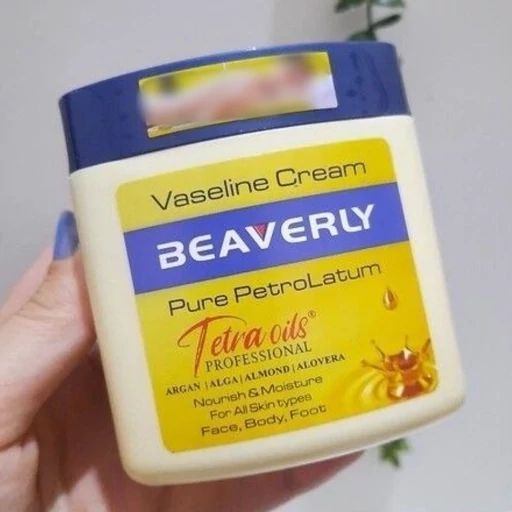 Vaseline Cream
BEAVERLY
Pure PetroLatum
Tetra oils®
PROFESSIONAL
ARGAN | ALGA | ALMOND | ALOVERA
Nourish & Moisture
For All Skin types
Face, Body, Foot